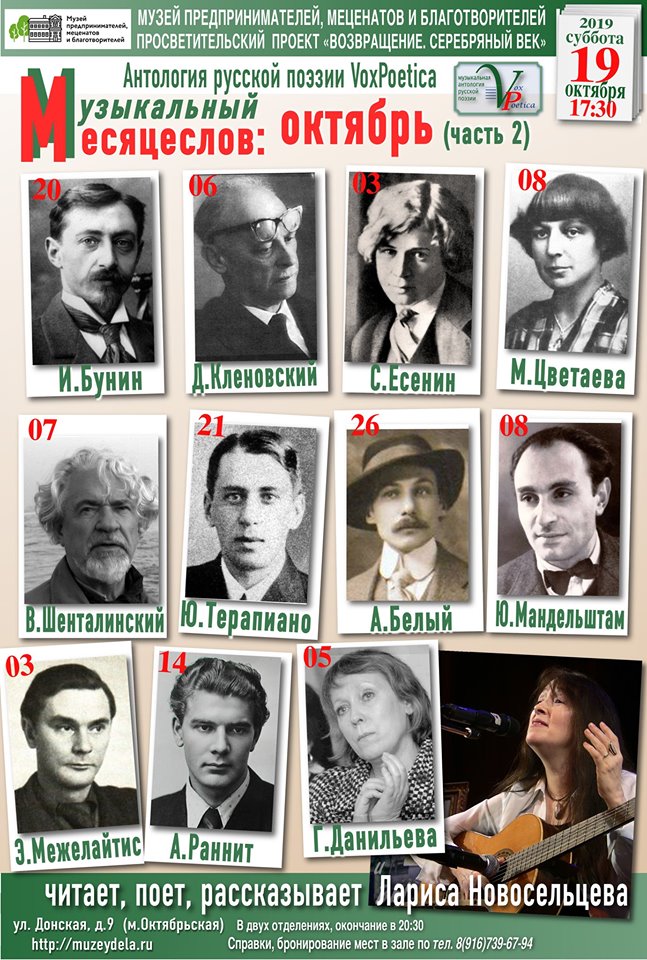 Музей предпринимателей, меценатов и благотворителей
МУЗЕЙ ПРЕДПРИНИМАТЕЛЕЙ, МЕЦЕНАТОВ И БЛАГОТВОРИТЕЛЕЙ
ПРОСВЕТИТЕЛЬСКИЙ ПРОЕКТ «ВОЗВРАЩЕНИЕ. СЕРЕБРЯНЫЙ ВЕК»
2019
суббота
19
октября
17:30
Антология русской поэзии VoxPoetica
музыкальная антология русской поэзии
Vox Poetica
Музыкальный
Месяцеслов: октябрь (часть 2)
20
06
03
08
И.Бунин
Д.Кленовский
С.Есенин
М.Цветаева
07
21
26
08
В.Шенталинский
Ю.Терапиано
А.Белый
Ю.Мандельштам
03
14
05
Э.Межелайтис
А.Раннит
Г.Данильева
читает, поет, рассказывает Лариса Новосельцева
ул. Донская, д.9 (м.Октябрьская) В двух отделениях, окончание в 20:30
http://muzeydela.ru Справки, бронирование мест в зале по тел. 8(916)739-67-94